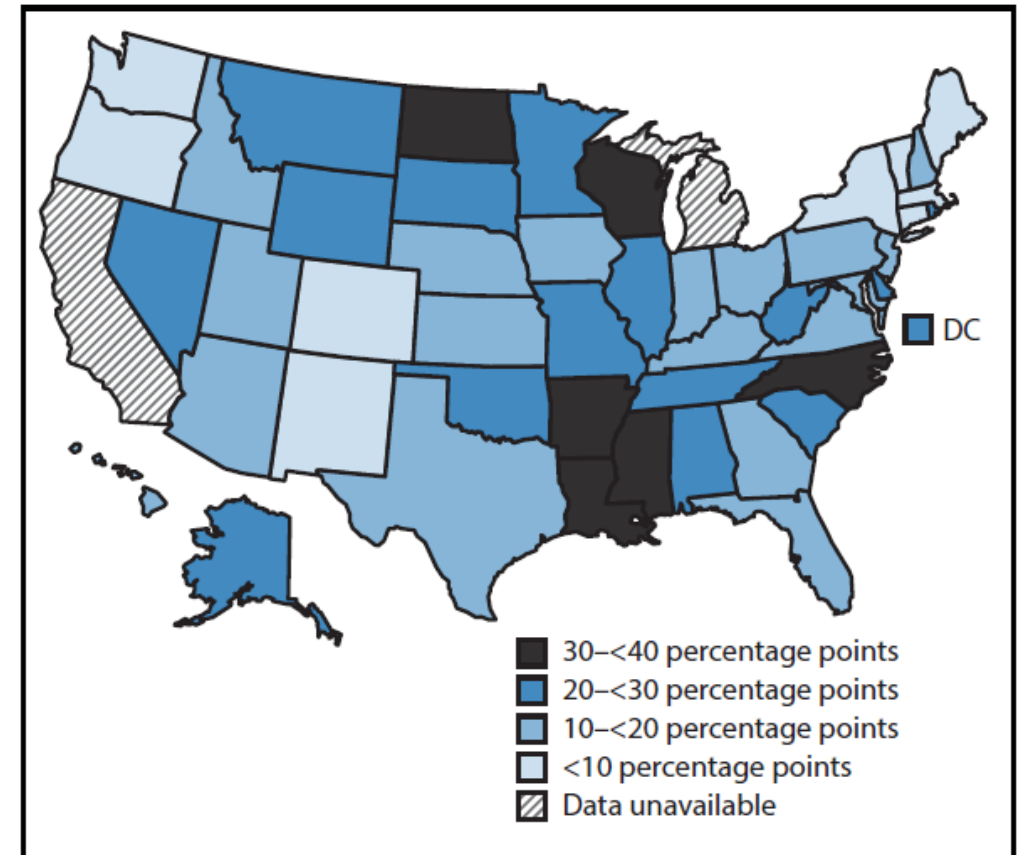 DC
30–<40 percentage points
20–<30 percentage points
10–<20 percentage points
<10 percentage points
Data unavailable